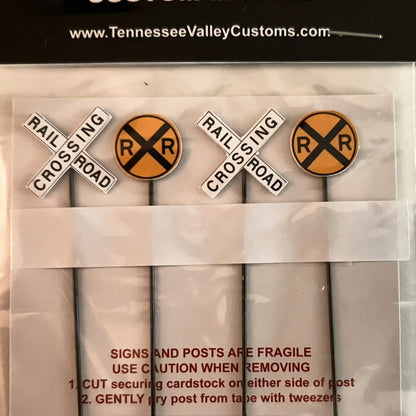 www.TennesseeValleyCustoms.com
RAIL ROAD
CROSSING
R R
RAIL ROAD
CROSSING
R R
SIGNS AND POSTS ARE FRAGILE
USE CAUTION WHEN REMOVING
1. CUT securing cardstock on either side of post
2. GENTLY pry post from tape with tweezers